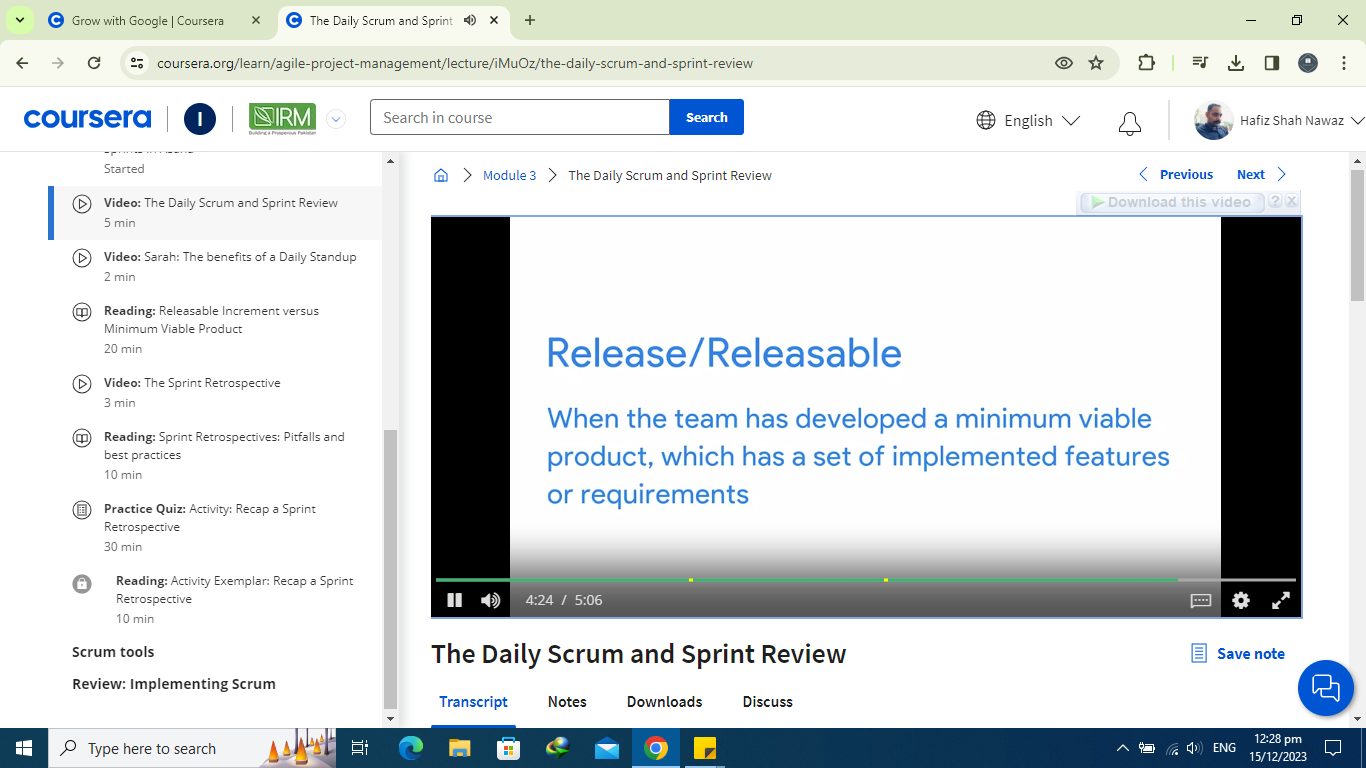 Grow with Google | Coursera
The Daily Scrum and Sprint
coursera.org/learn/agile-project-management/lecture/iMuOz/the-daily-scrum-and-sprint-review
coursera
I
IRM
Building a Prosperous Pakistan
Search in course
Search
English
Hafiz Shah Nawaz
Started
Video: The Daily Scrum and Sprint Review
5 min
Video: Sarah: The benefits of a Daily Standup
2 min
Reading: Releasable Increment versus
Minimum Viable Product
20 min
Video: The Sprint Retrospective
3 min
Reading: Sprint Retrospectives: Pitfalls and
best practices
10 min
Practice Quiz: Activity: Recap a Sprint
Retrospective
30 min
Reading: Activity Exemplar: Recap a Sprint
Retrospective
10 min
Scrum tools
Review: Implementing Scrum
Module 3
The Daily Scrum and Sprint Review
Previous
Next
Download this video
?
Release/Releasable
When the team has developed a minimum viable
product, which has a set of implemented features
or requirements
4:24 / 5:06
The Daily Scrum and Sprint Review
Save note
Transcript
Notes
Downloads
Discuss
Type here to search
ENG
12:28 pm
15/12/2023